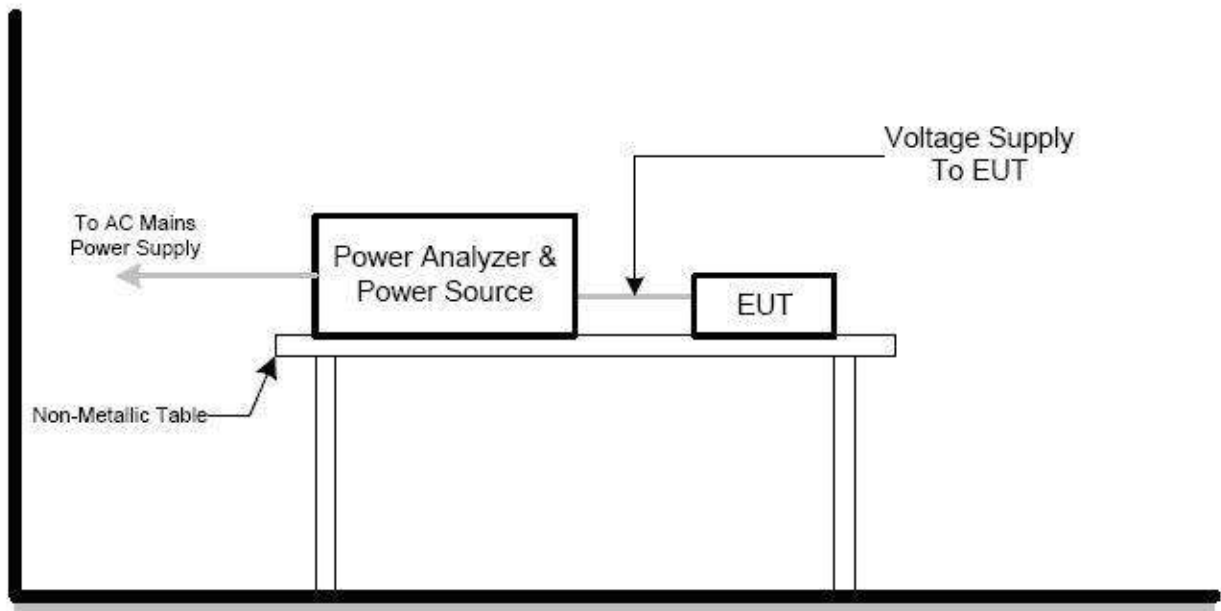 Voltage Supply
To EUT
To AC Mains
Power Supply
Power Analyzer &
Power Source
EUT
Non-Metallic Table